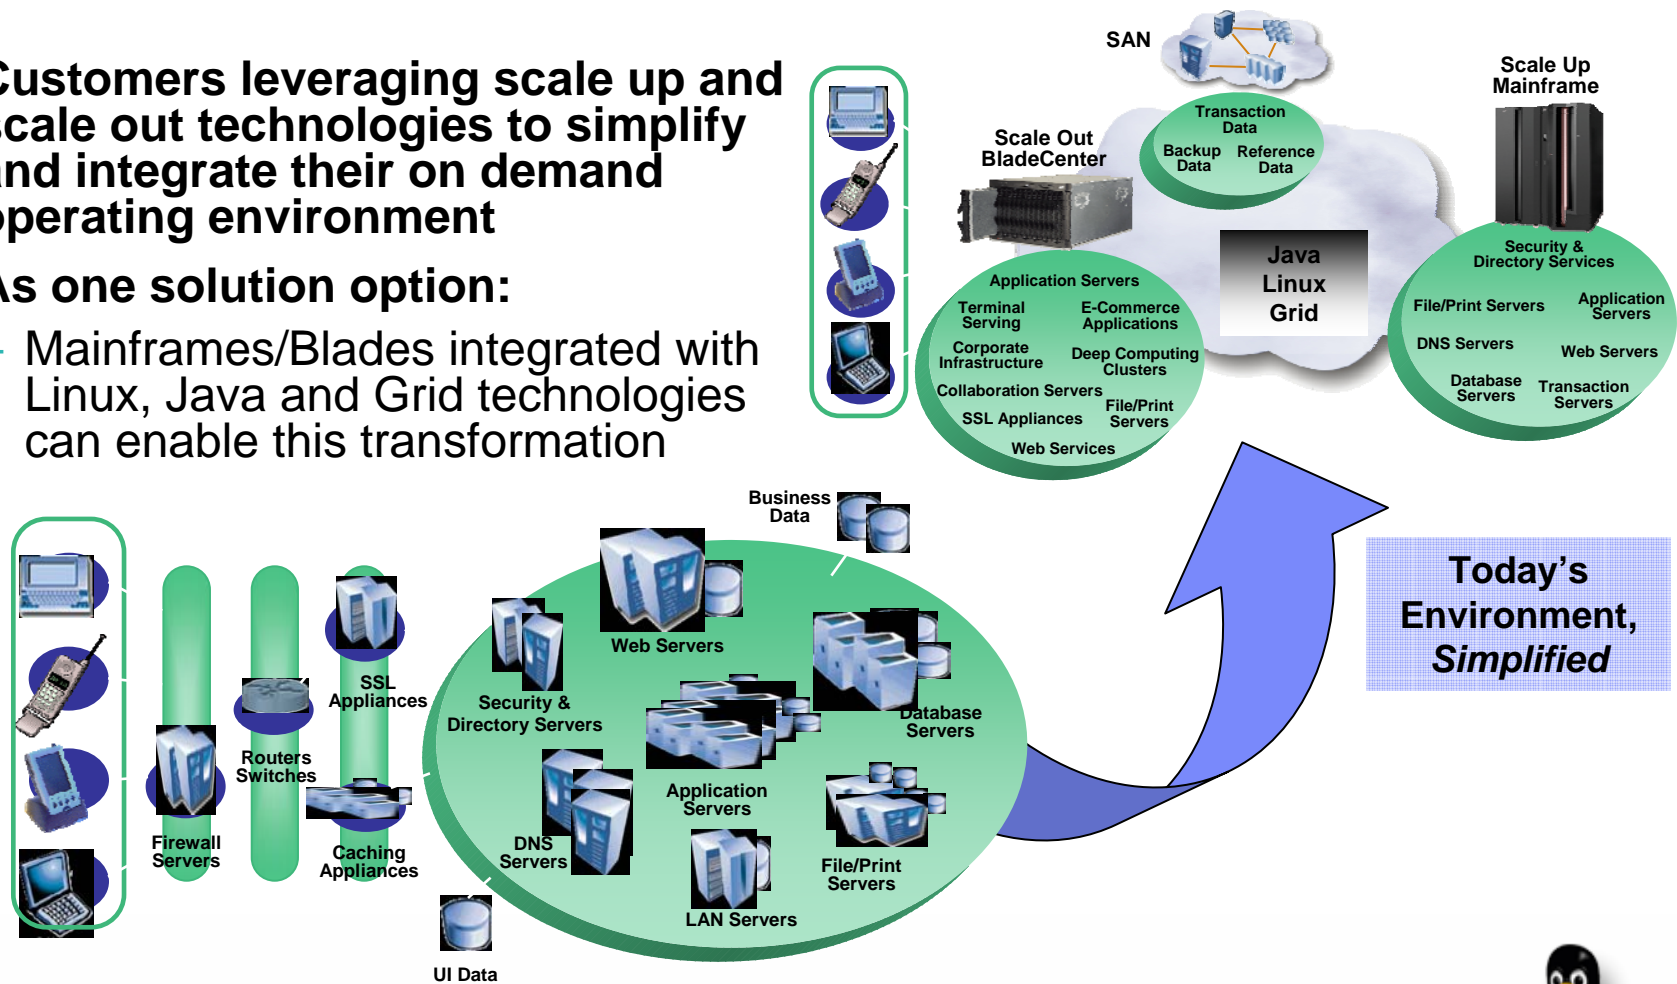 Customers leveraging scale up and
scale out technologies to simplify
and integrate their on demand
operating environment
As one solution option:
– Mainframes/Blades integrated with
Linux, Java and Grid technologies
can enable this transformation
SAN
Transaction
Data
Backup
Data
Reference
Data
Scale Out
BladeCenter
Scale Up
Mainframe
Java
Linux
Grid
Application Servers
Terminal
Serving
E-Commerce
Applications
Corporate
Infrastructure
Deep Computing
Clusters
Collaboration Servers
SSL Appliances
File/Print
Servers
Web Services
Security &
Directory Services
File/Print Servers
Application
Servers
DNS Servers
Web Servers
Database
Servers
Transaction
Servers
Today's
Environment,
Simplified
Business
Data
Web Servers
Security &
Directory Servers
Database
Servers
Application
Servers
DNS
Servers
File/Print
Servers
LAN Servers
SSL
Appliances
Routers
Switches
Firewall
Servers
Caching
Appliances
UI Data